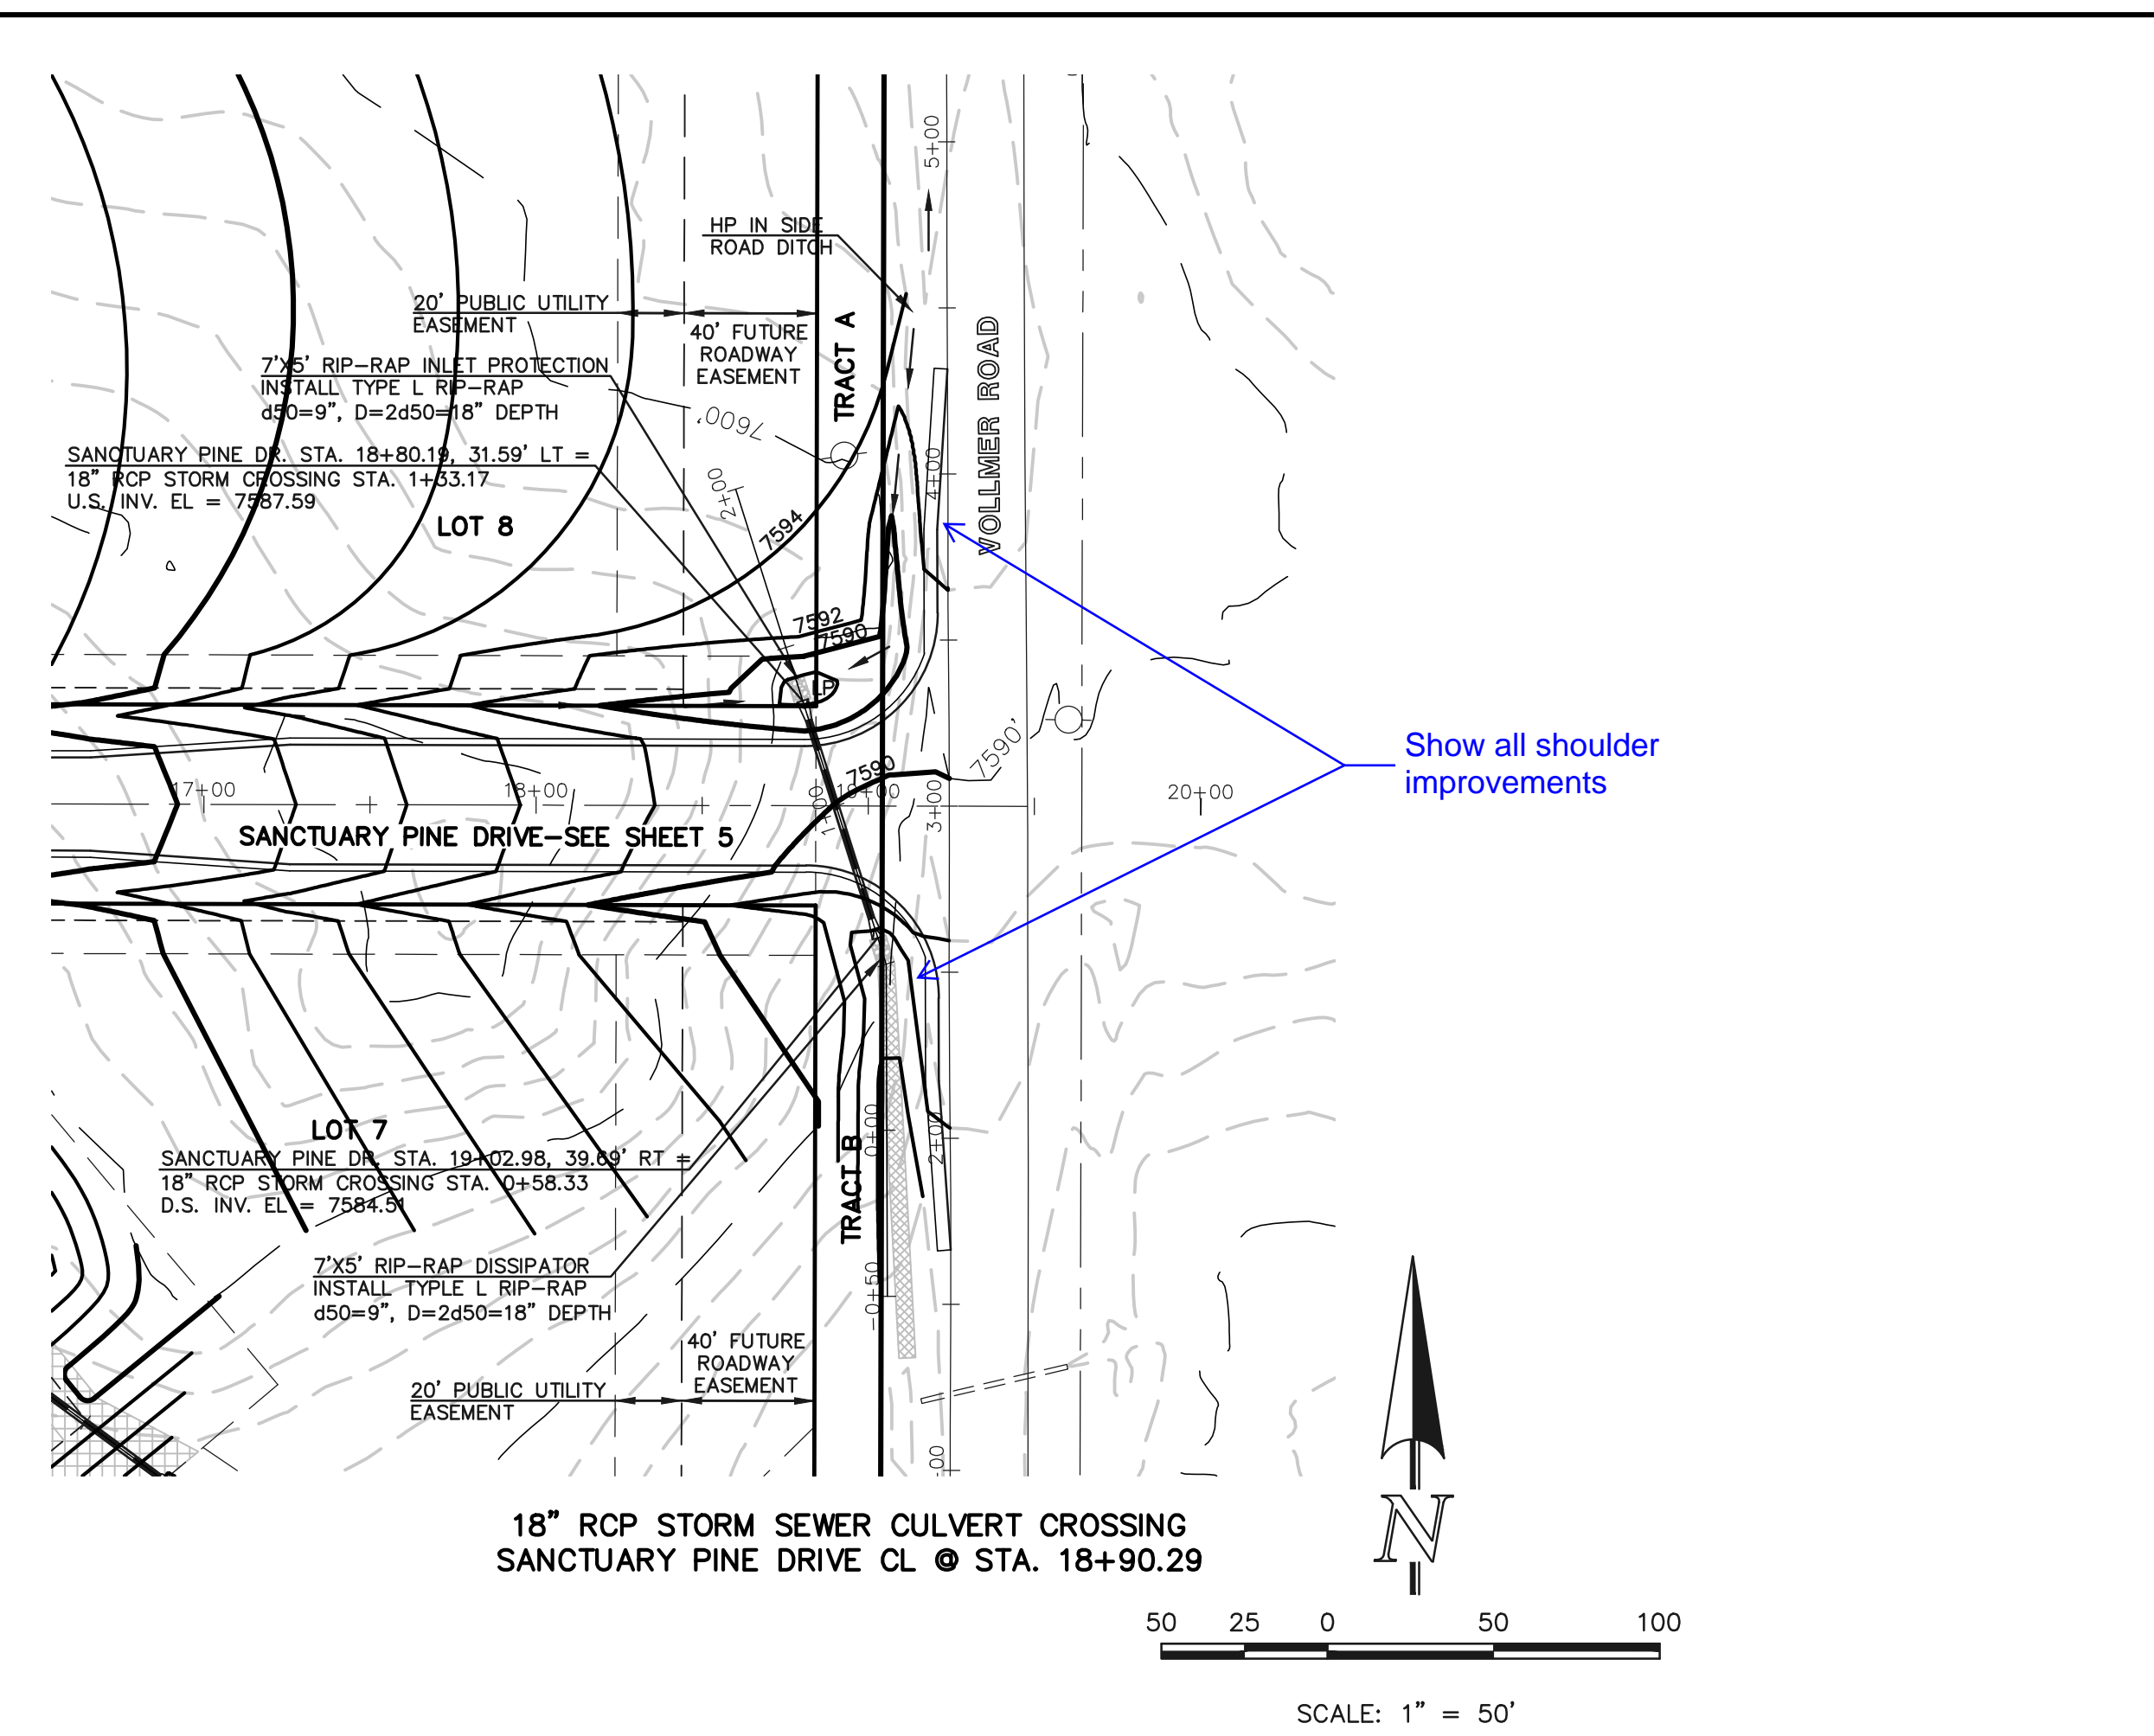 5+00
HP IN SIDE
ROAD DITCH
20' PUBLIC UTILITY
EASEMENT
40' FUTURE
ROADWAY
EASEMENT
TRACT A
VOLLMER ROAD
7'X5' RIP-RAP INLET PROTECTION
INSTALL TYPE L RIP-RAP
d50=9", D=2d50=18" DEPTH
7600'
SANCTUARY PINE DR. STA. 18+80.19, 31.59' LT =
18" RCP STORM CROSSING STA. 1+33.17
U.S. INV. EL = 7587.59
LOT 8
2+00
4+00
7594
7592
7590
LP
Show all shoulder
improvements
7590'
7590
17+00
18+00
1+00
19+00
3+00
20+00
SANCTUARY PINE DRIVE-SEE SHEET 5
LOT 7
SANCTUARY PINE DR. STA. 19+02.98, 39.69' RT =
18" RCP STORM CROSSING STA. 0+58.33
D.S. INV. EL = 7584.51
0+00
2+00
TRACT B
7'X5' RIP-RAP DISSIPATOR
INSTALL TYPLE L RIP-RAP
d50=9", D=2d50=18" DEPTH
-0+50
40' FUTURE
ROADWAY
EASEMENT
20' PUBLIC UTILITY
EASEMENT
18" RCP STORM SEWER CULVERT CROSSING
SANCTUARY PINE DRIVE CL @ STA. 18+90.29
N
50 25 0 50 100
SCALE: 1" = 50'